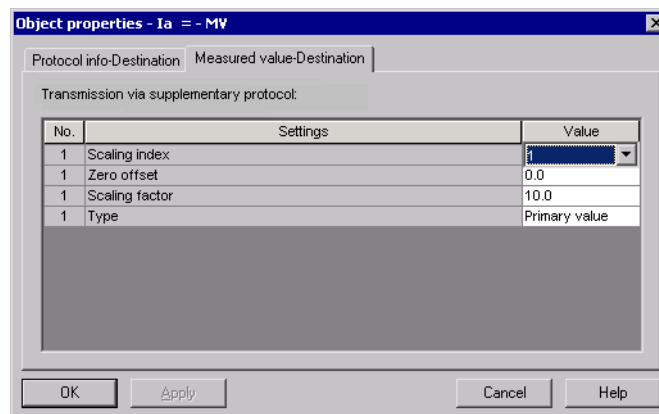 Object properties - Ia = - MV
Protocol info-Destination Measured value-Destination
Transmission via supplementary protocol:
No. Settings Value
1 Scaling index 1
1 Zero offset 0.0
1 Scaling factor 10.0
1 Type Primary value
OK Apply Cancel Help